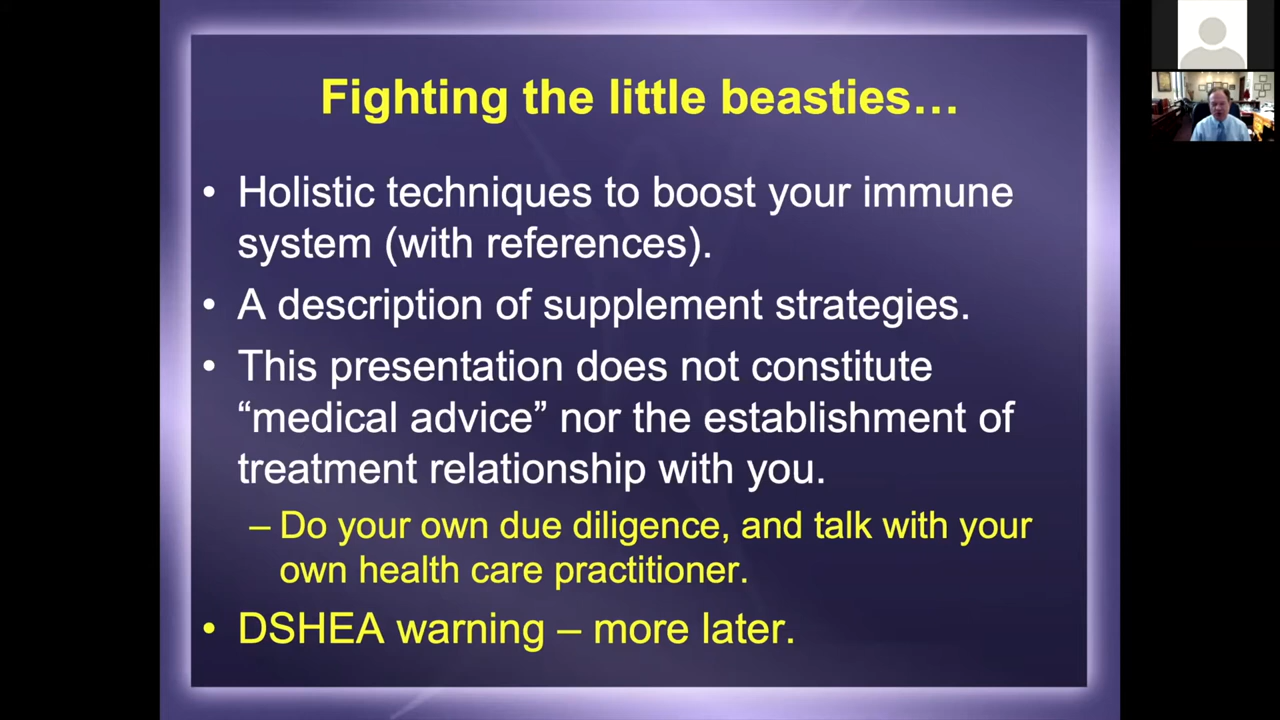 Fighting the little beasties…
• Holistic techniques to boost your immune
system (with references).
• A description of supplement strategies.
• This presentation does not constitute
“medical advice” nor the establishment of
treatment relationship with you.
– Do your own due diligence, and talk with your
own health care practitioner.
• DSHEA warning – more later.